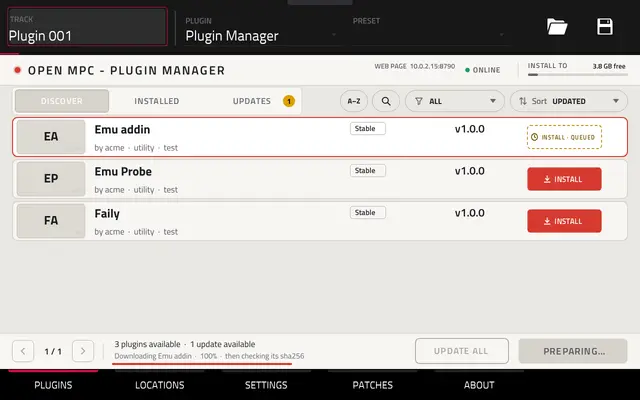 TRACK
Plugin 001
PLUGIN
Plugin Manager
PRESET
OPEN MPC - PLUGIN MANAGER
WEB PAGE 10.0.2.15:8790
ONLINE
INSTALL TO
3.8 GB free
DISCOVER
INSTALLED
UPDATES
1
A-Z
ALL
Sort UPDATED
EA
Emu addin
by acme · utility · test
Stable
v1.0.0
INSTALL · QUEUED
EP
Emu Probe
by acme · utility · test
Stable
v1.0.0
INSTALL
FA
Faily
by acme · utility · test
Stable
v1.0.0
INSTALL
1 / 1
3 plugins available · 1 update available
Downloading Emu addin · 100% · then checking its sha256
UPDATE ALL
PREPARING...
PLUGINS
LOCATIONS
SETTINGS
PATCHES
ABOUT